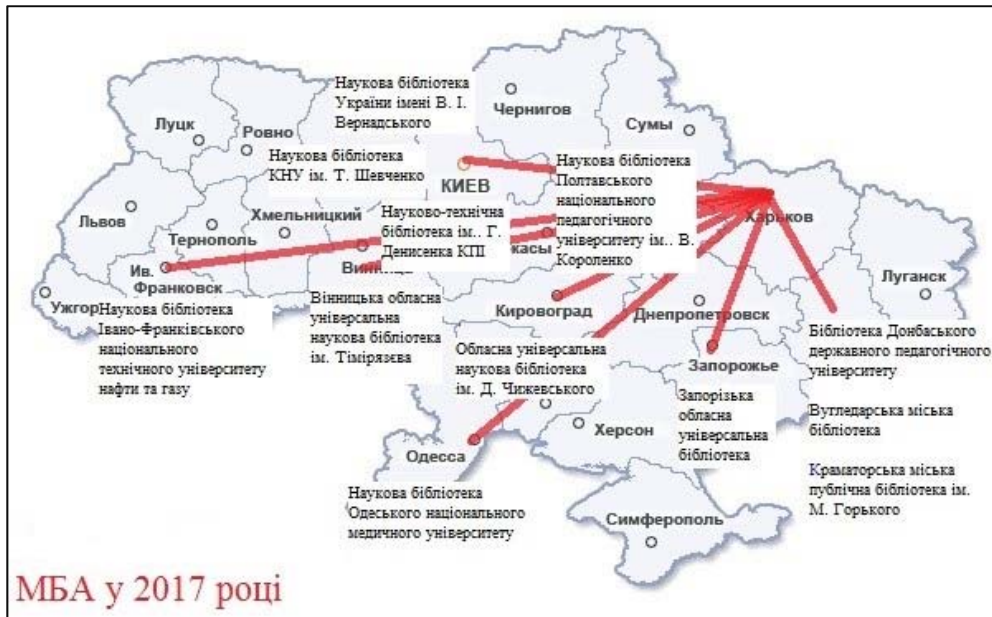 Наукова бібліотека
України імені В. І.
Вернадського
Чернигов
Сумы
Луцк
Ровно
Наукова бібліотека
КНУ ім. Т. Шевченко
КИЕВ
Наукова бібліотека
Полтавського
національного
педагогічного
університету ім.. В.
Короленко
Харьков
Львов
Хмельницкий
Тернополь
Науково-технічна
бібліотека ім.. Г.
Денисенка КПІ
Ив.
Франковск
Ужгор
Луганск
Кировоград
Днепропетровск
Наукова бібліотека
Івано-Франківського
національного
технічного університету
нафти та газу
Вінницька обласна
універсальна
наукова бібліотека
ім. Тімірязєва
Обласна універсальна
наукова бібліотека
ім. Д. Чижевського
Запорожье
Запорізька
обласна
універсальна
бібліотека
Бібліотека Донбаського
державного педагогічного
університету
Вугледарська міська
бібліотека
Краматорська міська
публічна бібліотека ім.
М. Горького
Херсон
Одесса
Наукова бібліотека
Одеського національного
медичного університету
Симферополь
МБА у 2017 році